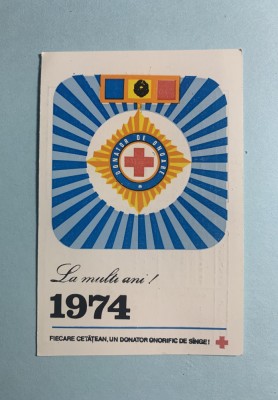 DONATOR DE ONOARE
La mulți ani!
1974
FIECARE CETĂȚEAN, UN DONATOR ONORIFIC DE SÎNGE!